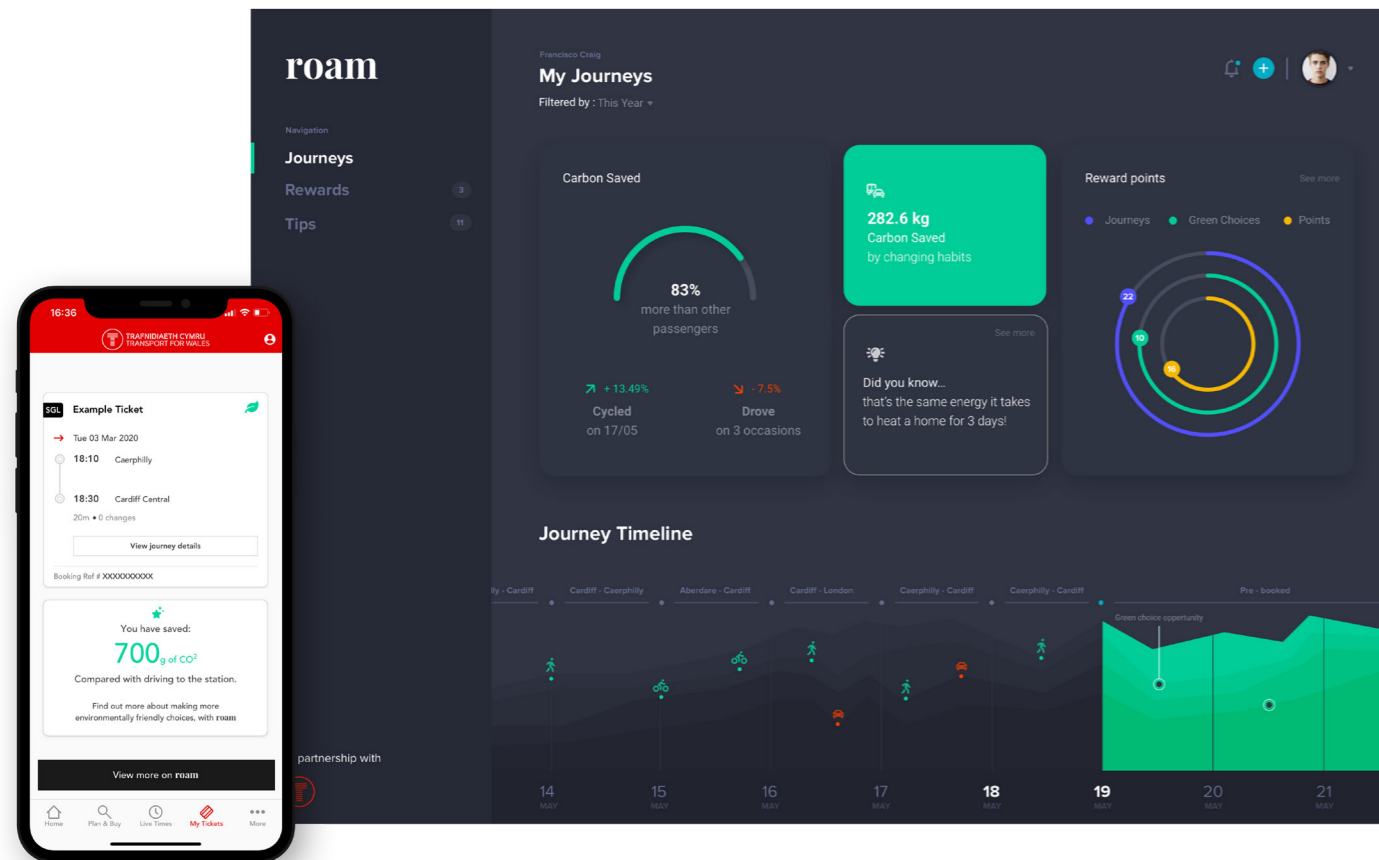 roam
Navigation
Journeys
Rewards 3
Tips 11
partnership with
Francisco Craig
My Journeys
Filtered by : This Year
Carbon Saved
83%
more than other
passengers
+ 13.49%
Cycled
on 17/05
- 7.5%
Drove
on 3 occasions
282.6 kg
Carbon Saved
by changing habits
See more
Did you know...
that's the same energy it takes
to heat a home for 3 days!
Reward points
See more
Journeys
Green Choices
Points
22
10
16
Journey Timeline
lly - Cardiff
Cardiff - Caerphilly
Aberdare - Cardiff
Cardiff - London
Caerphilly - Cardiff
Caerphilly - Cardiff
Pre - booked
Green choice opportunity
14 MAY
15 MAY
16 MAY
17 MAY
18 MAY
19 MAY
20 MAY
21 MAY
16:36
TRAFNIDIAETH CYMRU
TRANSPORT FOR WALES
SGL Example Ticket
Tue 03 Mar 2020
18:10 Caerphilly
18:30 Cardiff Central
20m • 0 changes
View journey details
Booking Ref # XXXXXXXXXX
You have saved:
700g of CO²
Compared with driving to the station.
Find out more about making more
environmentally friendly choices, with roam
View more on roam
Home
Plan & Buy
Live Times
My Tickets
More